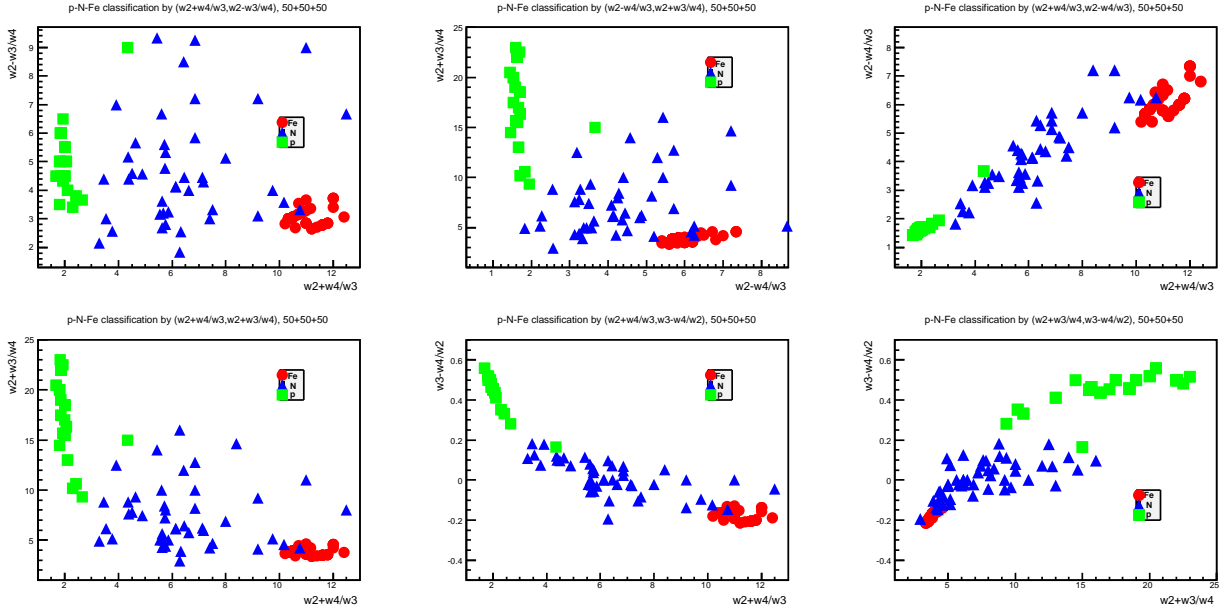 p-N-Fe classification by (w2+w4/w3,w2-w3/w4), 50+50+50
w2-w3/w4
9
8
7
6
5
4
3
2
Fe
N
p
2
4
6
8
10
12
w2+w4/w3
p-N-Fe classification by (w2-w4/w3,w2+w3/w4), 50+50+50
w2+w3/w4
25
20
15
10
5
0
Fe
N
p
1
2
3
4
5
6
7
8
w2-w4/w3
p-N-Fe classification by (w2+w4/w3,w2-w4/w3), 50+50+50
w2-w4/w3
8
7
6
5
4
3
2
1
Fe
N
p
2
4
6
8
10
12
w2+w4/w3
p-N-Fe classification by (w2+w4/w3,w2+w3/w4), 50+50+50
w2+w3/w4
25
20
15
10
5
Fe
N
p
2
4
6
8
10
12
w2+w4/w3
p-N-Fe classification by (w2+w4/w3,w3-w4/w2), 50+50+50
w3-w4/w2
0.6
0.4
0.2
0
-0.2
-0.4
Fe
N
p
2
4
6
8
10
12
w2+w4/w3
p-N-Fe classification by (w2+w3/w4,w3-w4/w2), 50+50+50
w3-w4/w2
0.6
0.4
0.2
0
-0.2
-0.4
Fe
N
p
5
10
15
20
25
w2+w3/w4